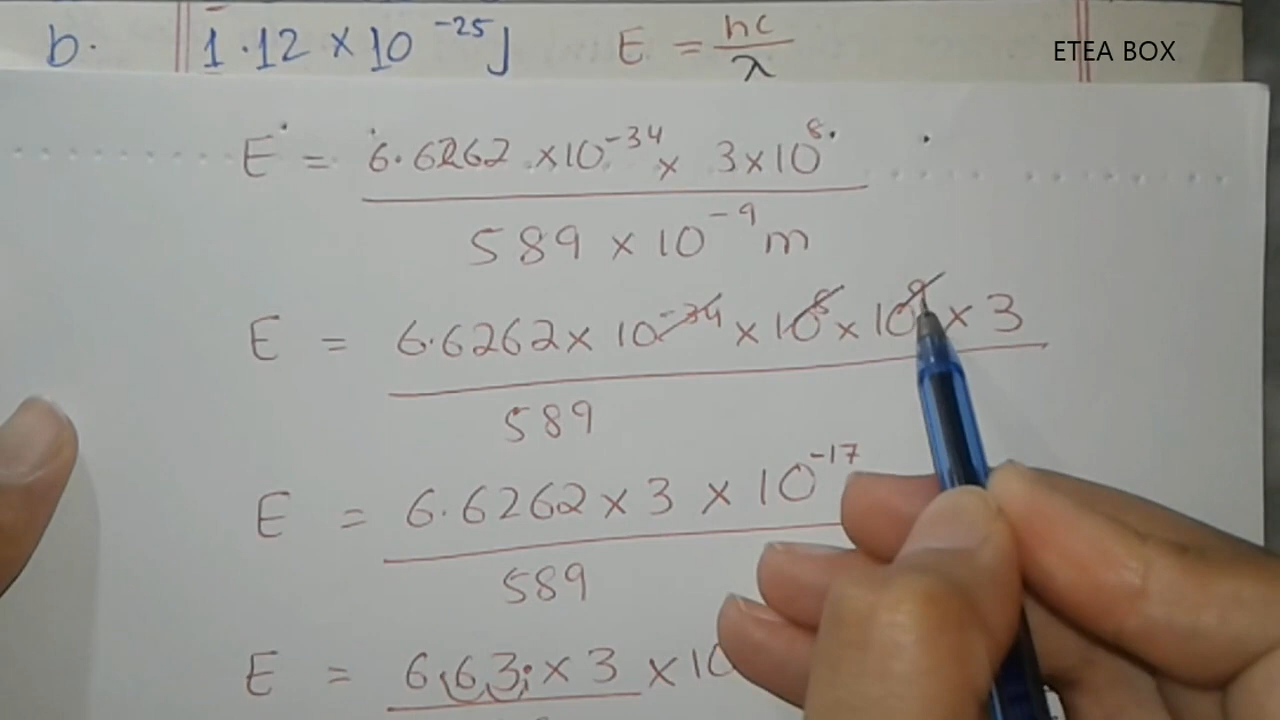 b. 1.12 × 10⁻²⁵J E = hc/λ ETEA BOX
E = 6.6262 × 10⁻³⁴ × 3 × 10⁸
589 × 10⁻⁹ m
E = 6.6262 × 10⁻³⁴ × 10⁸ × 10⁹ × 3
589
E = 6.6262 × 3 × 10⁻¹⁷
589
E = 6.63 × 3 × 10